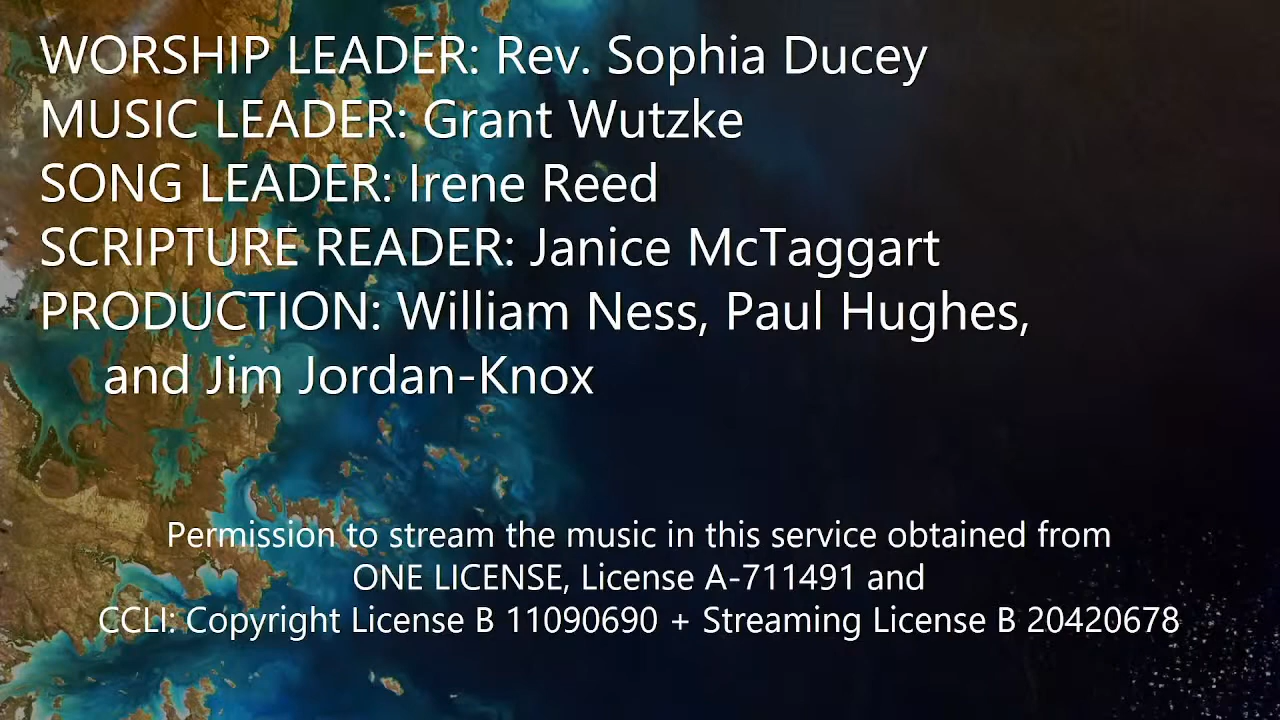 WORSHIP LEADER: Rev. Sophia Ducey
MUSIC LEADER: Grant Wutzke
SONG LEADER: Irene Reed
SCRIPTURE READER: Janice McTaggart
PRODUCTION: William Ness, Paul Hughes,
and Jim Jordan-Knox
Permission to stream the music in this service obtained from
ONE LICENSE, License A-711491 and
CCLI: Copyright License B 11090690 + Streaming License B 20420678